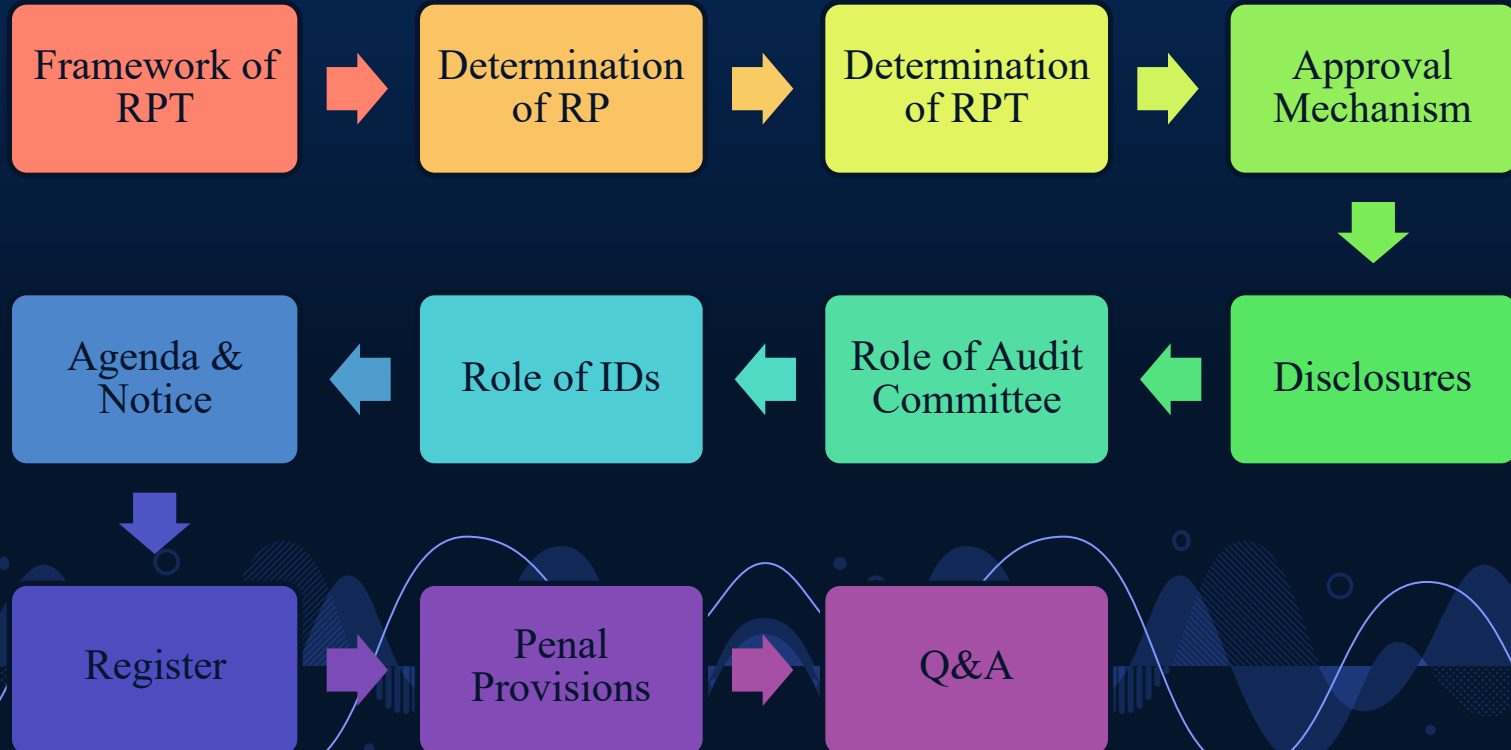 Framework of
RPT
Determination
of RP
Determination
of RPT
Approval
Mechanism
Disclosures
Role of Audit
Committee
Role of IDs
Agenda &
Notice
Register
Penal
Provisions
Q&A